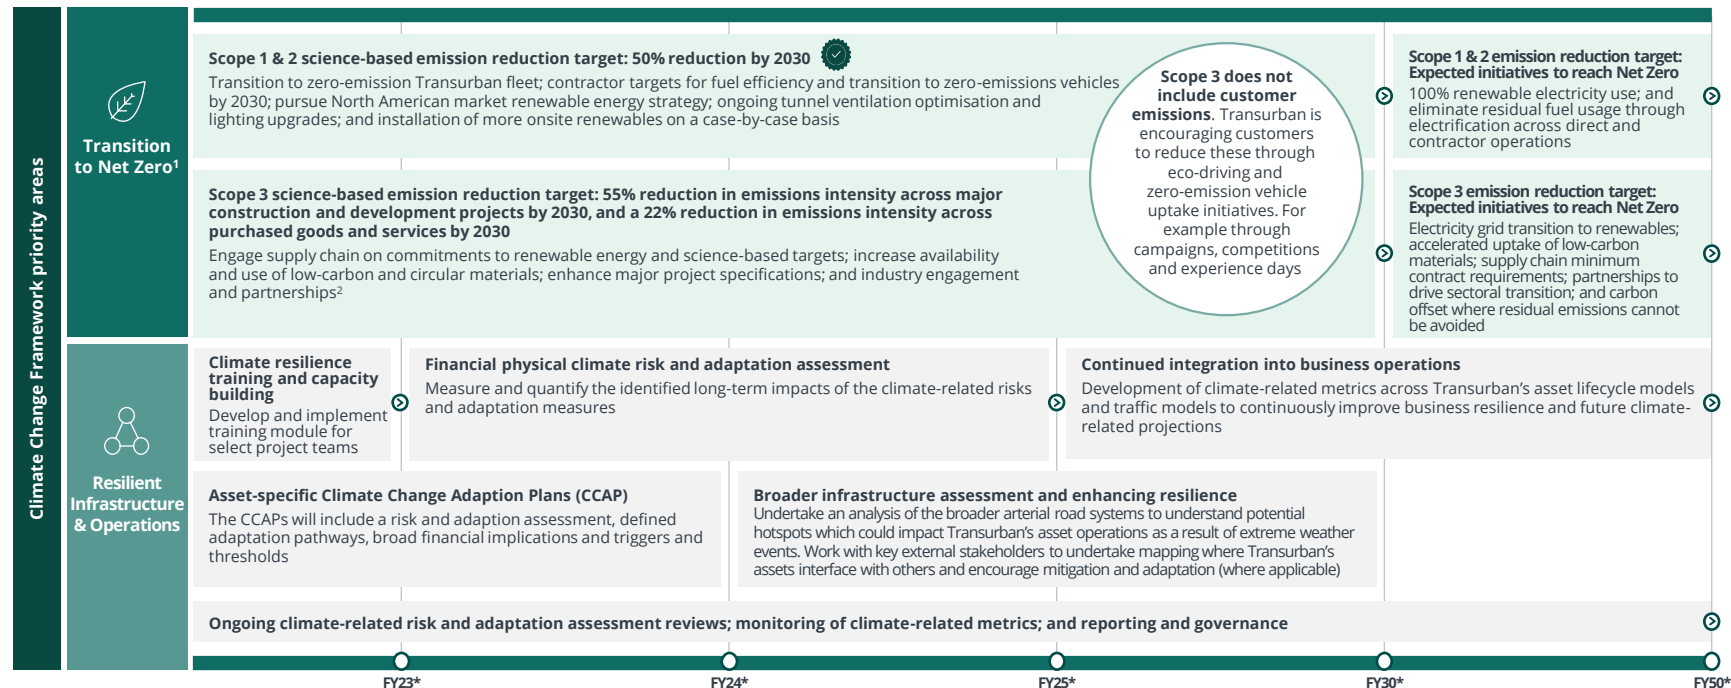 Climate Change Framework priority areas
Transition
to Net Zero¹
Scope 1 & 2 science-based emission reduction target: 50% reduction by 2030
Transition to zero-emission Transurban fleet; contractor targets for fuel efficiency and transition to zero-emissions vehicles
by 2030; pursue North American market renewable energy strategy; ongoing tunnel ventilation optimisation and
lighting upgrades; and installation of more onsite renewables on a case-by-case basis
Scope 3 science-based emission reduction target: 55% reduction in emissions intensity across major
construction and development projects by 2030, and a 22% reduction in emissions intensity across
purchased goods and services by 2030
Engage supply chain on commitments to renewable energy and science-based targets; increase availability
and use of low-carbon and circular materials; enhance major project specifications; and industry engagement
and partnerships²
Scope 3 does not
include customer
emissions. Transurban is
encouraging customers
to reduce these through
eco-driving and
zero-emission vehicle
uptake initiatives. For
example through
campaigns, competitions
and experience days
Scope 1 & 2 emission reduction target:
Expected initiatives to reach Net Zero
100% renewable electricity use; and
eliminate residual fuel usage through
electrification across direct and
contractor operations
Scope 3 emission reduction target:
Expected initiatives to reach Net Zero
Electricity grid transition to renewables;
accelerated uptake of low-carbon
materials; supply chain minimum
contract requirements; partnerships to
drive sectoral transition; and carbon
offset where residual emissions cannot
be avoided
Resilient
Infrastructure
& Operations
Climate resilience
training and capacity
building
Develop and implement
training module for
select project teams
Financial physical climate risk and adaptation assessment
Measure and quantify the identified long-term impacts of the climate-related risks
and adaptation measures
Continued integration into business operations
Development of climate-related metrics across Transurban's asset lifecycle models
and traffic models to continuously improve business resilience and future climate-
related projections
Asset-specific Climate Change Adaption Plans (CCAP)
The CCAPs will include a risk and adaption assessment, defined
adaptation pathways, broad financial implications and triggers and
thresholds
Broader infrastructure assessment and enhancing resilience
Undertake an analysis of the broader arterial road systems to understand potential
hotspots which could impact Transurban's asset operations as a result of extreme weather
events. Work with key external stakeholders to undertake mapping where Transurban's
assets interface with others and encourage mitigation and adaptation (where applicable)
Ongoing climate-related risk and adaptation assessment reviews; monitoring of climate-related metrics; and reporting and governance
FY23*
FY24*
FY25*
FY30*
FY50*